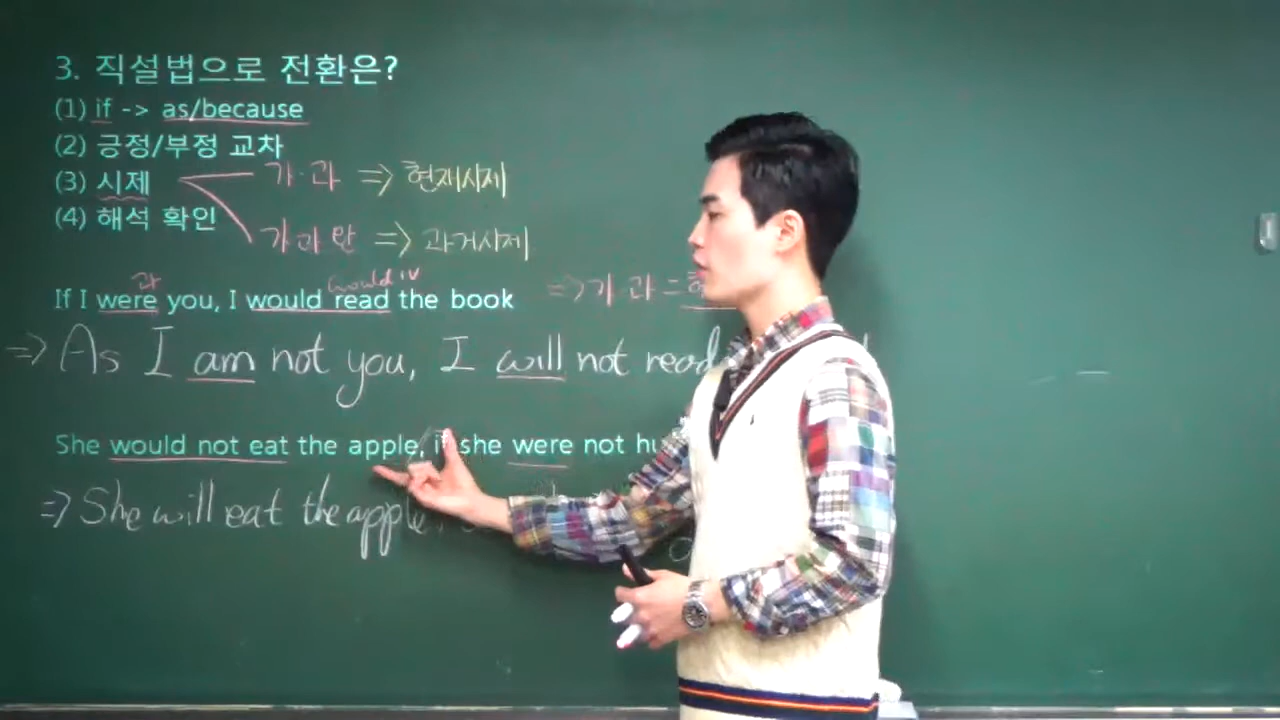 3. 직설법으로 전환은?
(1) if -> as/because
(2) 긍정/부정 교차
(3) 시제 가·과 => 현재시제
(4) 해석 확인
가과완 => 과거시제
과 would
If I were you, I would read the book => 가·과 =
=> As I am not you, I will not read
She would not eat the apple, she were not
=> She will eat the apple